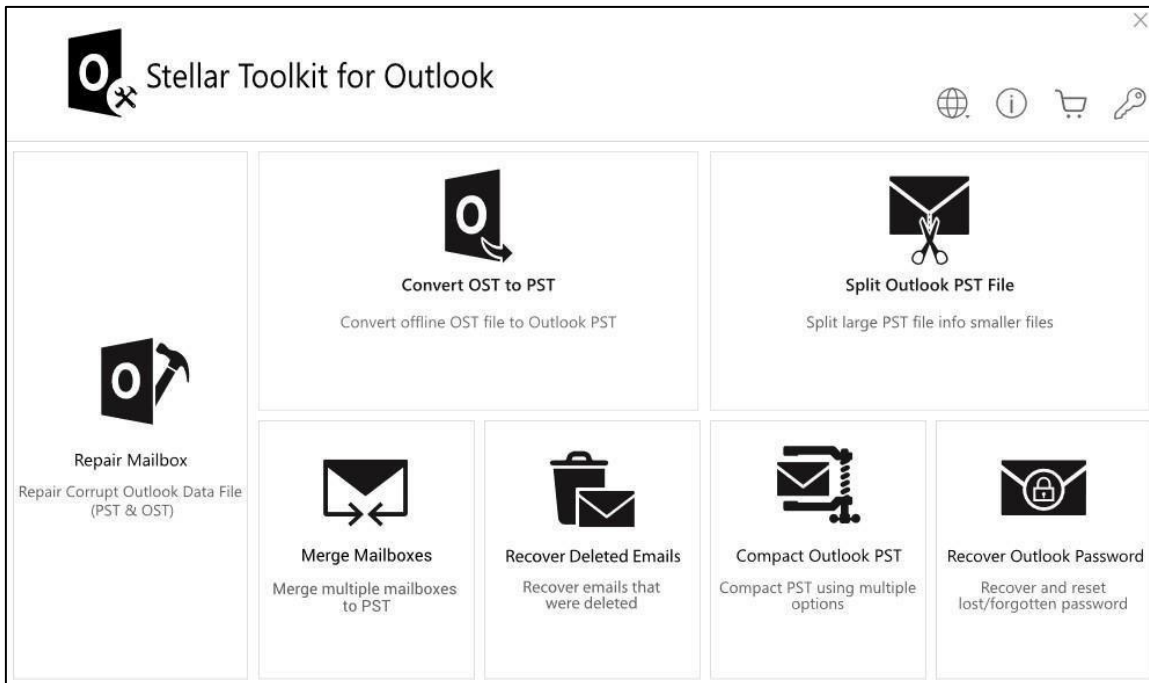 Stellar Toolkit for Outlook
Convert OST to PST
Convert offline OST file to Outlook PST
Split Outlook PST File
Split large PST file info smaller files
Repair Mailbox
Repair Corrupt Outlook Data File
(PST & OST)
Merge Mailboxes
Merge multiple mailboxes
to PST
Recover Deleted Emails
Recover emails that
were deleted
Compact Outlook PST
Compact PST using multiple
options
Recover Outlook Password
Recover and reset
lost/forgotten password